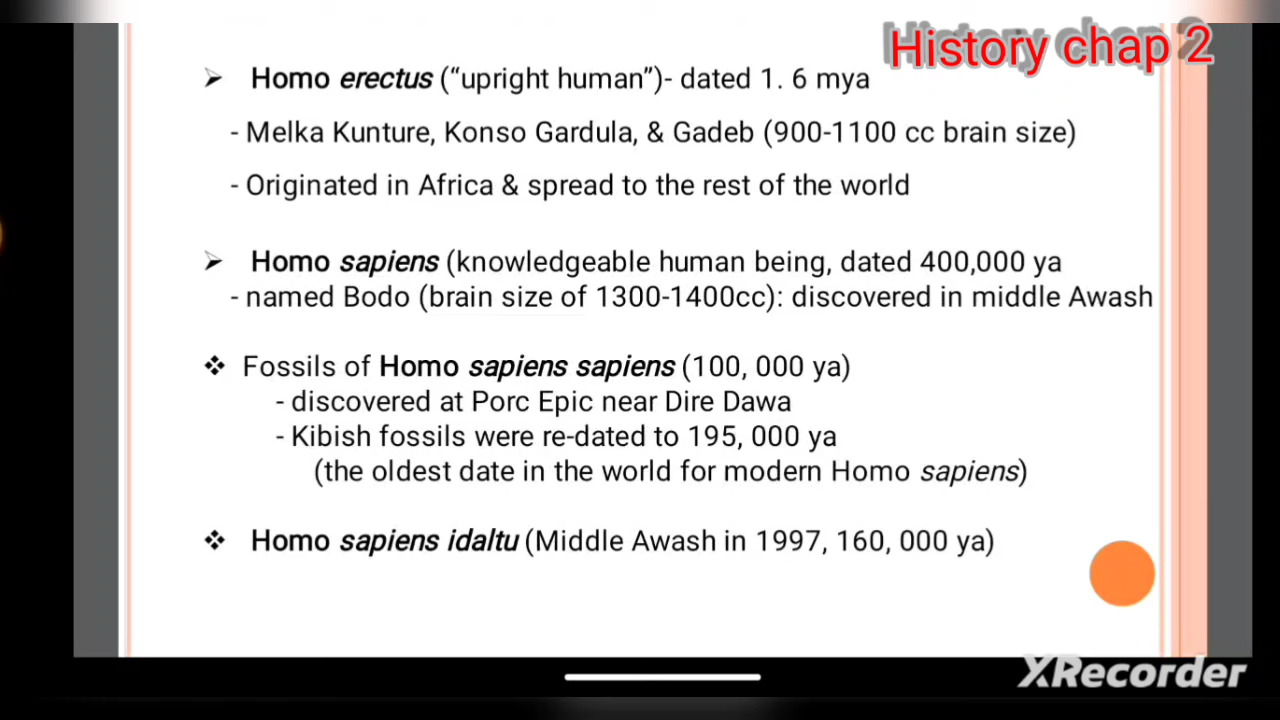 History chap 2
➤ Homo erectus (“upright human”)- dated 1. 6 mya
- Melka Kunture, Konso Gardula, & Gadeb (900-1100 cc brain size)
- Originated in Africa & spread to the rest of the world
➤ Homo sapiens (knowledgeable human being, dated 400,000 ya
- named Bodo (brain size of 1300-1400cc): discovered in middle Awash
❖ Fossils of Homo sapiens sapiens (100, 000 ya)
- discovered at Porc Epic near Dire Dawa
- Kibish fossils were re-dated to 195, 000 ya
(the oldest date in the world for modern Homo sapiens)
❖ Homo sapiens idaltu (Middle Awash in 1997, 160, 000 ya)
XRecorder